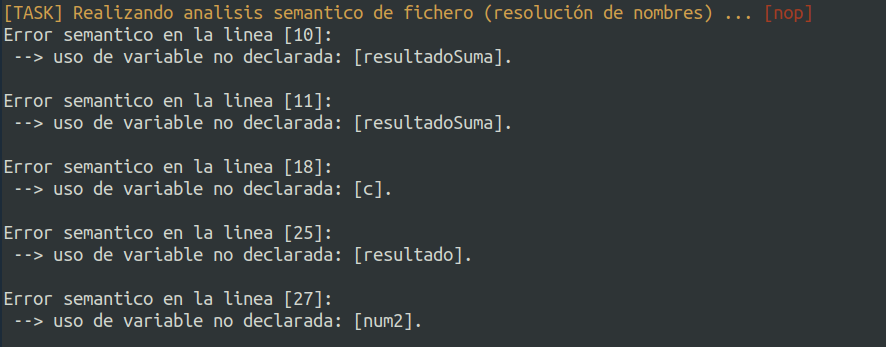 [TASK] Realizando analisis semantico de fichero (resolución de nombres) ... [nop]
Error semantico en la linea [10]:
--> uso de variable no declarada: [resultadoSuma].
Error semantico en la linea [11]:
--> uso de variable no declarada: [resultadoSuma].
Error semantico en la linea [18]:
--> uso de variable no declarada: [c].
Error semantico en la linea [25]:
--> uso de variable no declarada: [resultado].
Error semantico en la linea [27]:
--> uso de variable no declarada: [num2].